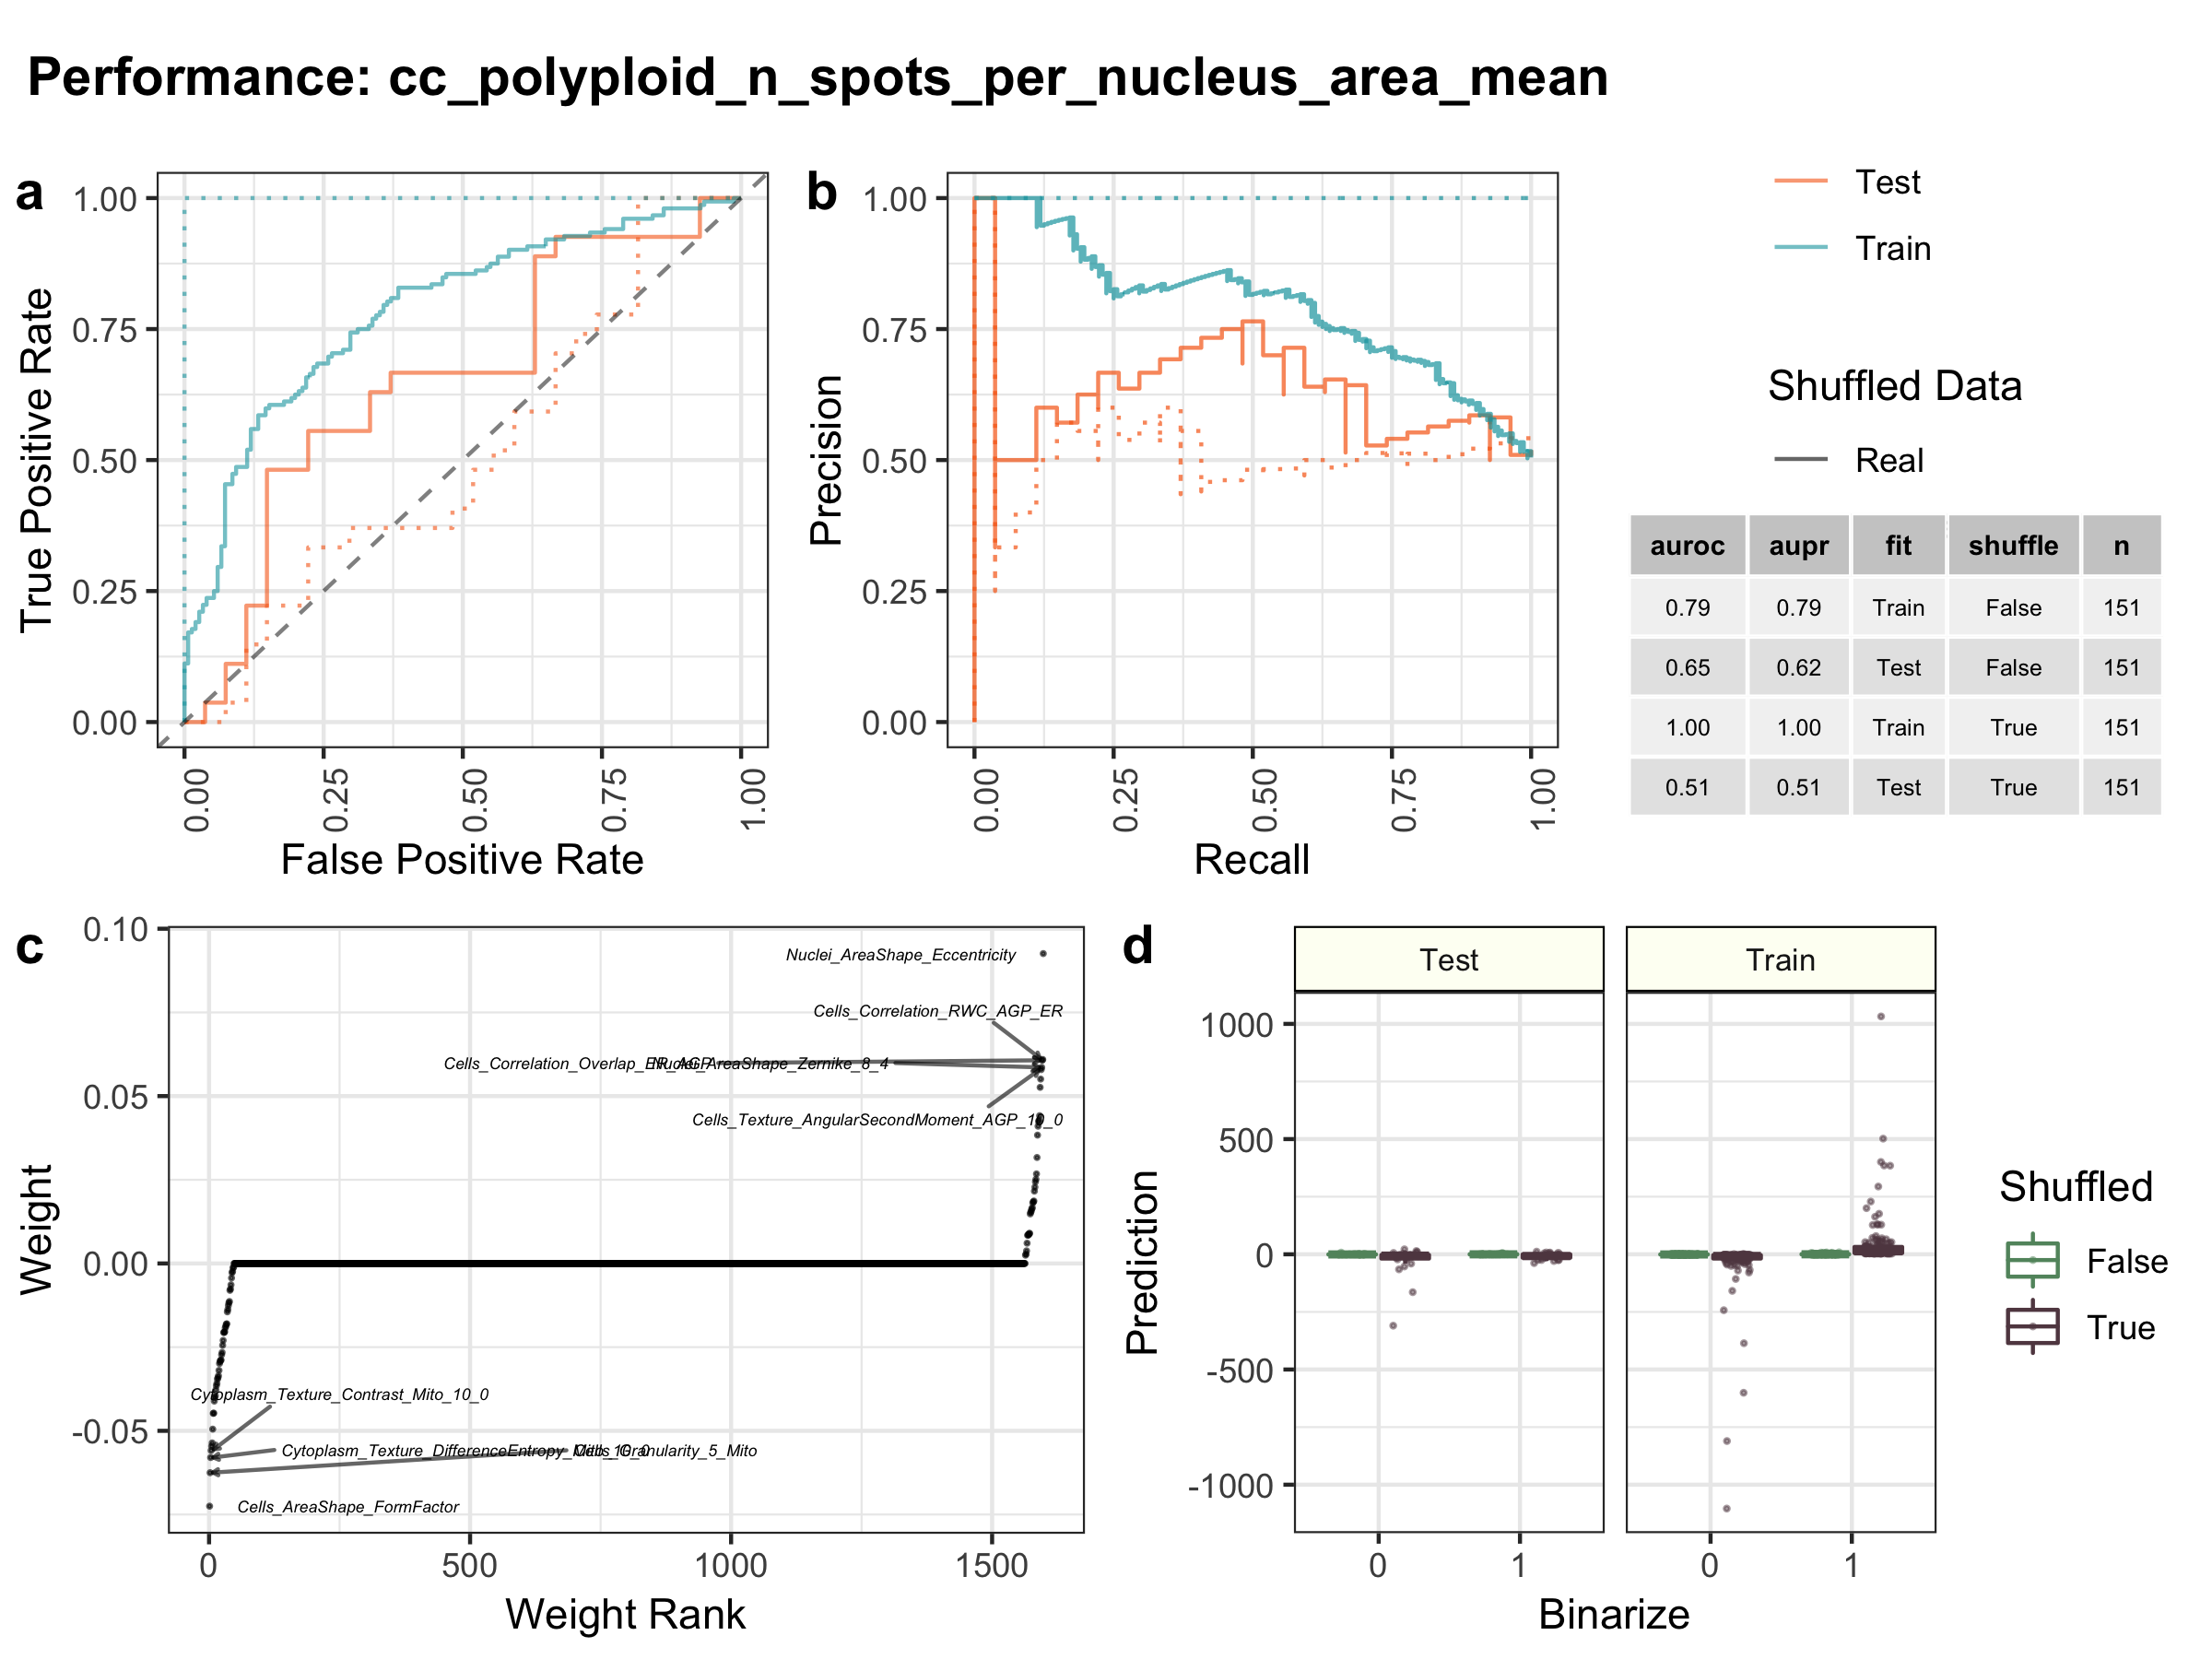 Performance: cc_polyploid_n_spots_per_nucleus_area_mean
a
True Positive Rate
1.00
0.75
0.50
0.25
0.00
0.00
0.25
0.50
0.75
1.00
False Positive Rate
b
Precision
1.00
0.75
0.50
0.25
0.00
0.00
0.25
0.50
0.75
1.00
Recall
Test
Train
Shuffled Data
Real
auroc aupr fit shuffle n
0.79 0.79 Train False 151
0.65 0.62 Test False 151
1.00 1.00 Train True 151
0.51 0.51 Test True 151
c
Weight
0.10
0.05
0.00
-0.05
Nuclei_AreaShape_Eccentricity
Cells_Correlation_RWC_AGP_ER
Cells_Correlation_Overlap_ER_AGP
Nuclei_AreaShape_Zernike_8_4
Cells_Texture_AngularSecondMoment_AGP_10_0
Cytoplasm_Texture_Contrast_Mito_10_0
Cytoplasm_Texture_DifferenceEntropy_Mito_10_0
Cells_Granularity_5_Mito
Cells_AreaShape_FormFactor
0 500 1000 1500
Weight Rank
d
Test Train
Prediction
1000
500
0
-500
-1000
0 1 0 1
Binarize
Shuffled
False
True